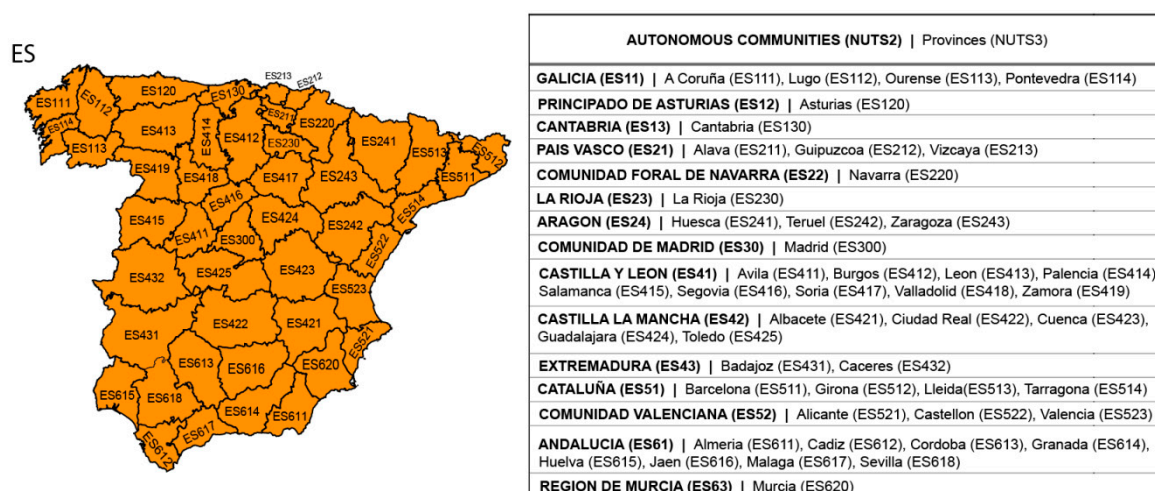 ES
ES213
ES212
ES111
ES112
ES120
ES130
ES114
ES113
ES413
ES414
ES412
ES211
ES220
ES230
ES241
ES513
ES512
ES511
ES419
ES418
ES417
ES243
ES416
ES514
ES415
ES411
ES424
ES242
ES300
ES522
ES432
ES425
ES423
ES523
ES431
ES422
ES421
ES521
ES613
ES616
ES620
ES615
ES618
ES614
ES611
ES617
ES612
AUTONOMOUS COMMUNITIES (NUTS2) | Provinces (NUTS3)
GALICIA (ES11) | A Coruña (ES111), Lugo (ES112), Ourense (ES113), Pontevedra (ES114)
PRINCIPADO DE ASTURIAS (ES12) | Asturias (ES120)
CANTABRIA (ES13) | Cantabria (ES130)
PAIS VASCO (ES21) | Alava (ES211), Guipuzcoa (ES212), Vizcaya (ES213)
COMUNIDAD FORAL DE NAVARRA (ES22) | Navarra (ES220)
LA RIOJA (ES23) | La Rioja (ES230)
ARAGON (ES24) | Huesca (ES241), Teruel (ES242), Zaragoza (ES243)
COMUNIDAD DE MADRID (ES30) | Madrid (ES300)
CASTILLA Y LEON (ES41) | Avila (ES411), Burgos (ES412), Leon (ES413), Palencia (ES414)
Salamanca (ES415), Segovia (ES416), Soria (ES417), Valladolid (ES418), Zamora (ES419)
CASTILLA LA MANCHA (ES42) | Albacete (ES421), Ciudad Real (ES422), Cuenca (ES423),
Guadalajara (ES424), Toledo (ES425)
EXTREMADURA (ES43) | Badajoz (ES431), Caceres (ES432)
CATALUÑA (ES51) | Barcelona (ES511), Girona (ES512), Lleida(ES513), Tarragona (ES514)
COMUNIDAD VALENCIANA (ES52) | Alicante (ES521), Castellon (ES522), Valencia (ES523)
ANDALUCIA (ES61) | Almeria (ES611), Cadiz (ES612), Cordoba (ES613), Granada (ES614),
Huelva (ES615), Jaen (ES616), Malaga (ES617), Sevilla (ES618)
REGION DE MURCIA (ES63) | Murcia (ES620)